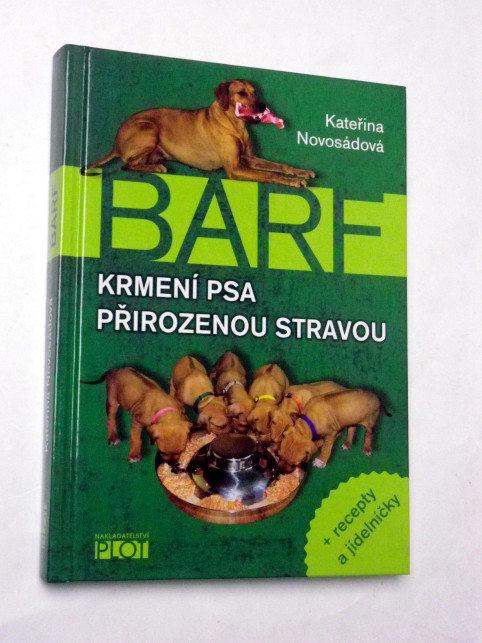 Kateřina
Novosádová
BARF
KRMENÍ PSA
PŘIROZENOU STRAVOU
+ recepty
a jídelníčky
NAKLADATELSTVÍ
PLOT
BARF
Kateřina Novosádová